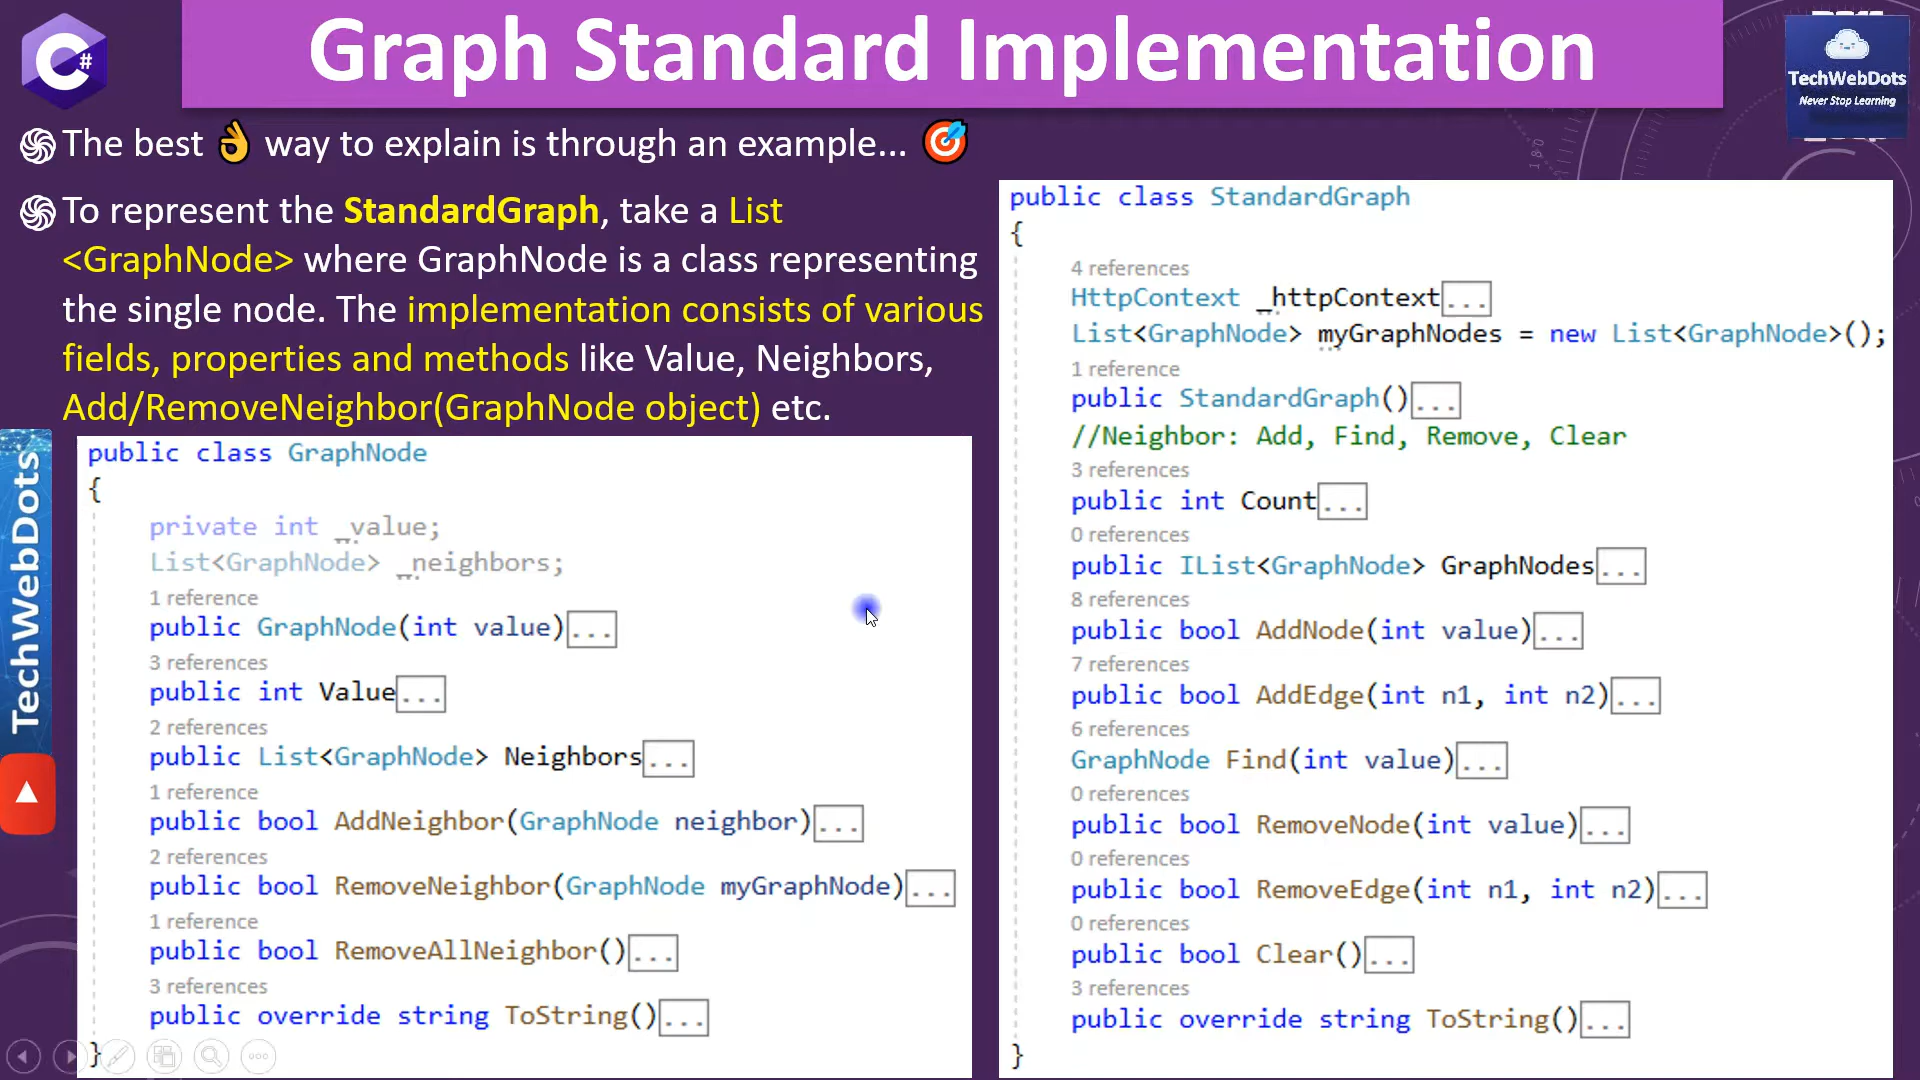 Graph Standard Implementation
C#
TechWebDots
Never Stop Learning
The best 👌 way to explain is through an example... 🎯
To represent the StandardGraph, take a List
<GraphNode> where GraphNode is a class representing
the single node. The implementation consists of various
fields, properties and methods like Value, Neighbors,
Add/RemoveNeighbor(GraphNode object) etc.
TechWebDots
public class GraphNode
{
private int _value;
List<GraphNode> _neighbors;
1 reference
public GraphNode(int value)...
3 references
public int Value...
2 references
public List<GraphNode> Neighbors...
1 reference
public bool AddNeighbor(GraphNode neighbor)...
2 references
public bool RemoveNeighbor(GraphNode myGraphNode)...
1 reference
public bool RemoveAllNeighbor()...
3 references
public override string ToString()...
}
public class StandardGraph
{
4 references
HttpContext _httpContext...
List<GraphNode> myGraphNodes = new List<GraphNode>();
1 reference
public StandardGraph()...
//Neighbor: Add, Find, Remove, Clear
3 references
public int Count...
0 references
public IList<GraphNode> GraphNodes...
8 references
public bool AddNode(int value)...
7 references
public bool AddEdge(int n1, int n2)...
6 references
GraphNode Find(int value)...
0 references
public bool RemoveNode(int value)...
0 references
public bool RemoveEdge(int n1, int n2)...
0 references
public bool Clear()...
3 references
public override string ToString()...
}